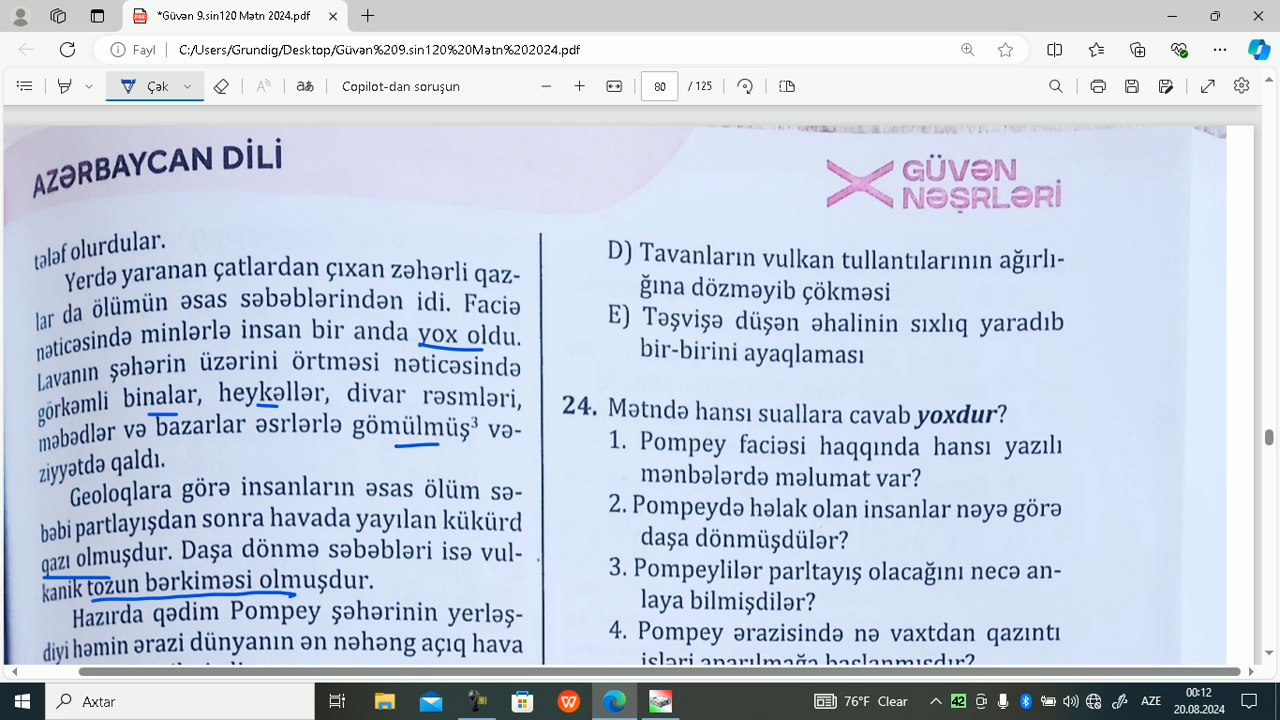 *Güvən 9.sin120 Mətn 2024.pdf
Fayl
C:/Users/Grundig/Desktop/Güvən%209.sin120%20Mətn%202024.pdf
Çək
aあ
Copilot-dan soruşun
80
/ 125
AZƏRBAYCAN DİLİ
GÜVƏN
NƏŞRLƏRİ
tələf olurdular.
Yerdə yaranan çatlardan çıxan zəhərli qaz-
lar da ölümün əsas səbəblərindən idi. Faciə
nəticəsində minlərlə insan bir anda yox oldu.
Lavanın şəhərin üzərini örtməsi nəticəsində
görkəmli binalar, heykəllər, divar rəsmləri,
məbədlər və bazarlar əsrlərlə gömülmüş³ və-
ziyyətdə qaldı.
Geoloqlara görə insanların əsas ölüm sə-
bəbi partlayışdan sonra havada yayılan kükürd
qazı olmuşdur. Daşa dönmə səbəbləri isə vul-
kanik tozun bərkiməsi olmuşdur.
Hazırda qədim Pompey şəhərinin yerləş-
diyi həmin ərazi dünyanın ən nəhəng açıq hava
D) Tavanların vulkan tullantılarının ağırlı-
ğına dözməyib çökməsi
E) Təşvişə düşən əhalinin sıxlıq yaradıb
bir-birini ayaqlaması
24. Mətndə hansı suallara cavab yoxdur?
1. Pompey faciəsi haqqında hansı yazılı
mənbələrdə məlumat var?
2. Pompeydə həlak olan insanlar nəyə görə
daşa dönmüşdülər?
3. Pompeylilər parltayış olacağını necə an-
laya bilmişdilər?
4. Pompey ərazisində nə vaxtdan qazıntı
işləri aparılmağa başlanmışdır?
Axtar
76°F Clear
42
AZE
00:12
20.08.2024